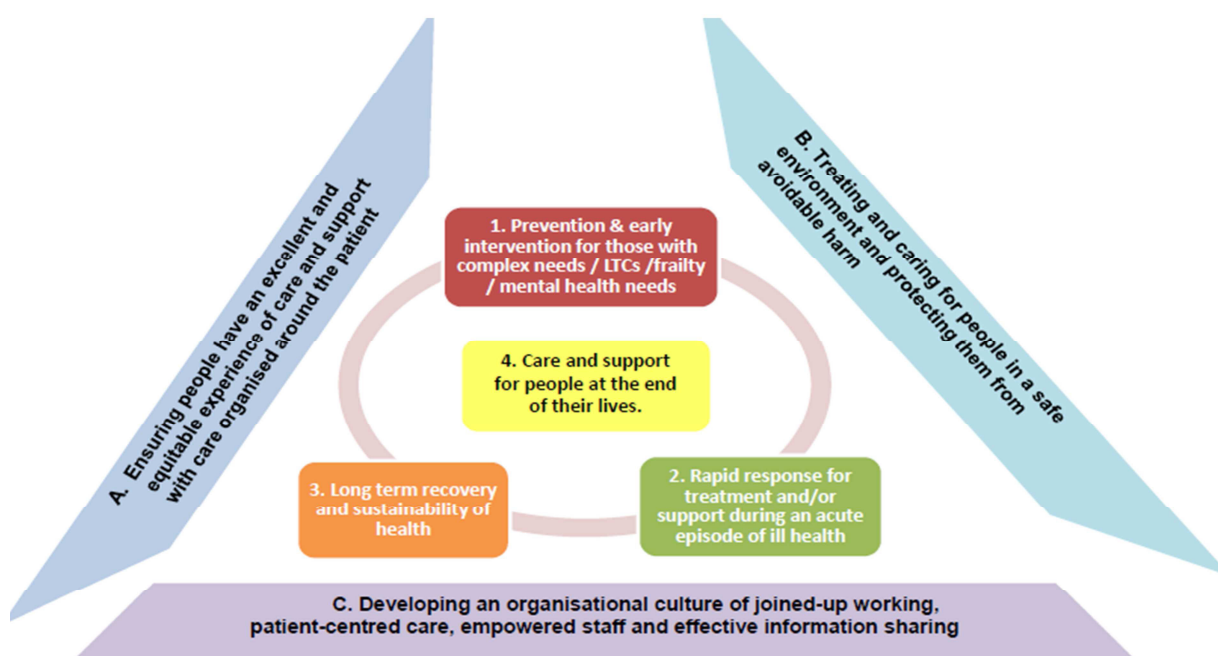 A. Ensuring people have an excellent and
equitable experience of care and support
with care organised around the patient
B. Treating and caring for people in a safe
environment and protecting them from
avoidable harm
1. Prevention & early
intervention for those with
complex needs / LTCs /frailty
/ mental health needs
4. Care and support
for people at the end
of their lives.
3. Long term recovery
and sustainability of
health
2. Rapid response for
treatment and/or
support during an acute
episode of ill health
C. Developing an organisational culture of joined-up working,
patient-centred care, empowered staff and effective information sharing